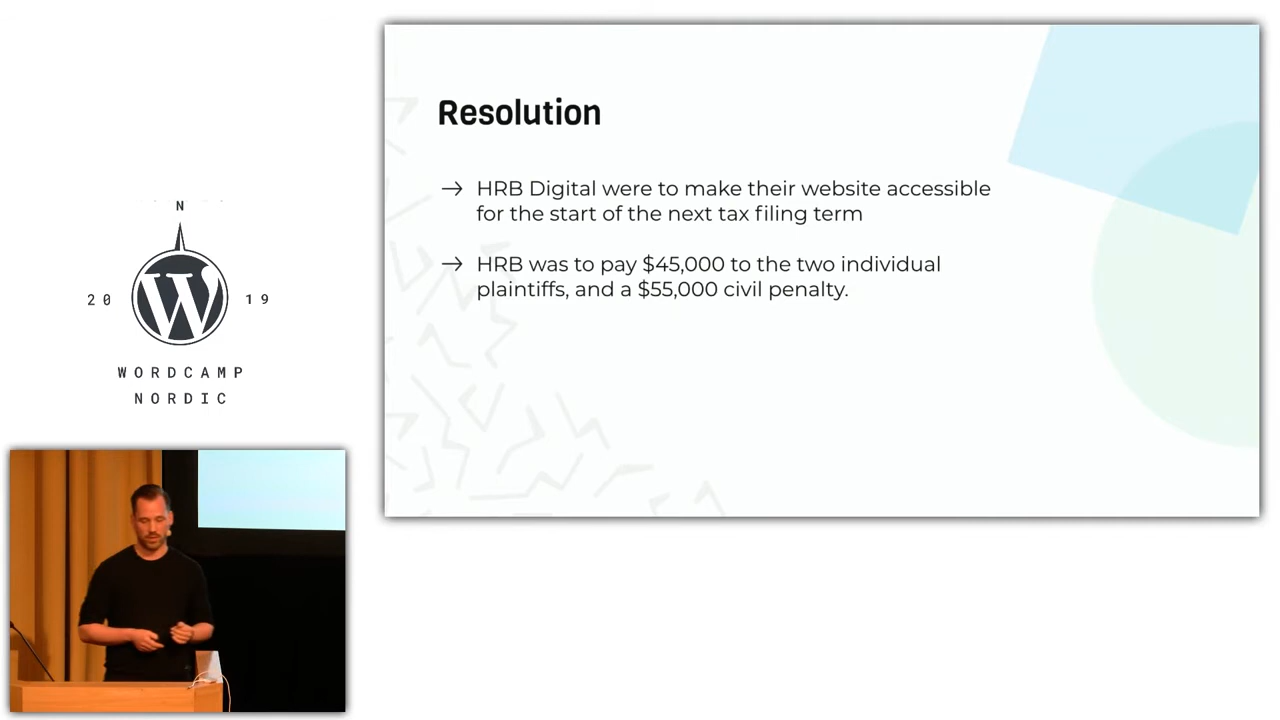 Resolution
→ HRB Digital were to make their website accessible
for the start of the next tax filing term
→ HRB was to pay $45,000 to the two individual
plaintiffs, and a $55,000 civil penalty.
N
20 19
WORDCAMP
NORDIC